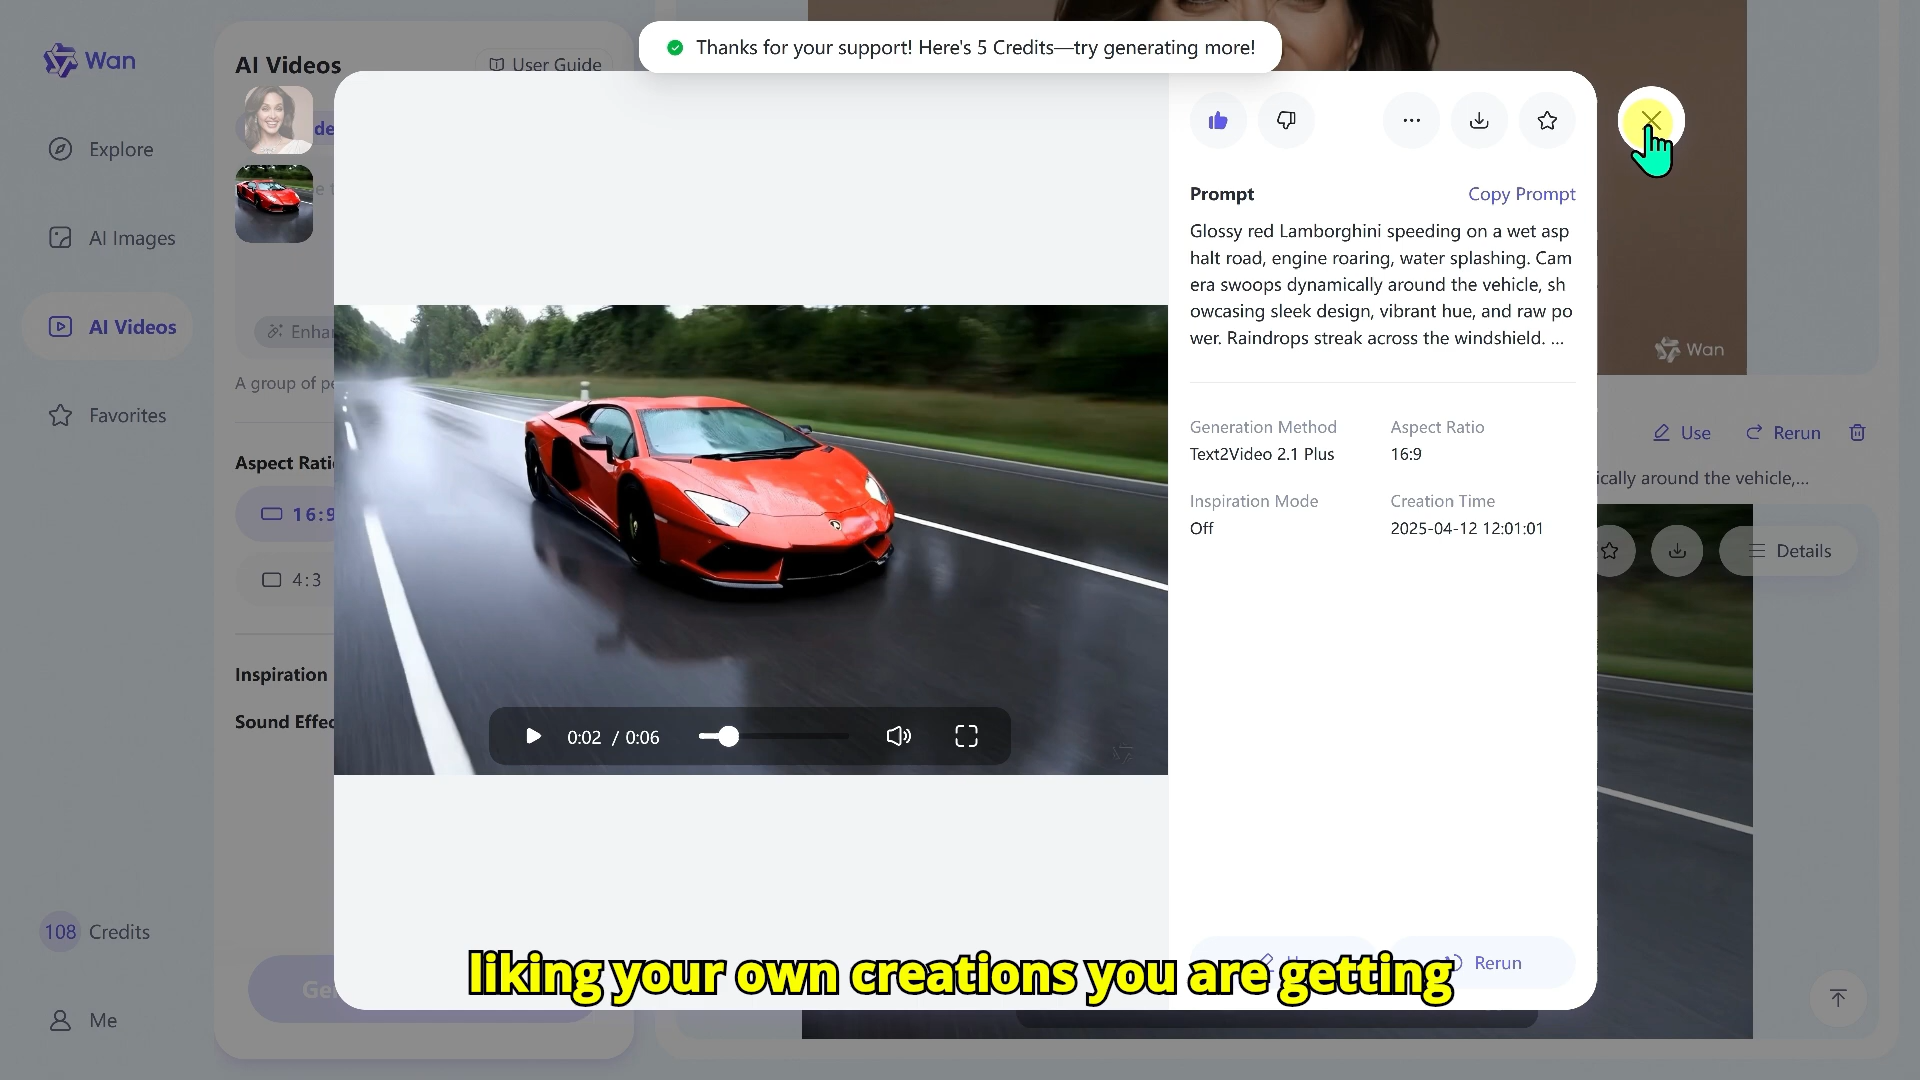 Thanks for your support! Here's 5 Credits—try generating more!
Wan
Explore
AI Images
AI Videos
Favorites
108 Credits
Me
AI Videos
User Guide
de
e t
Enhan
A group of pe
Aspect Ratio
16:9
4:3
Inspiration
Sound Effec
Ge
0:02 / 0:06
Prompt
Copy Prompt
Glossy red Lamborghini speeding on a wet asp
halt road, engine roaring, water splashing. Cam
era swoops dynamically around the vehicle, sh
owcasing sleek design, vibrant hue, and raw po
wer. Raindrops streak across the windshield. ...
Generation Method
Text2Video 2.1 Plus
Aspect Ratio
16:9
Inspiration Mode
Off
Creation Time
2025-04-12 12:01:01
Rerun
Wan
Use
Rerun
ically around the vehicle,...
Details
liking your own creations you are getting